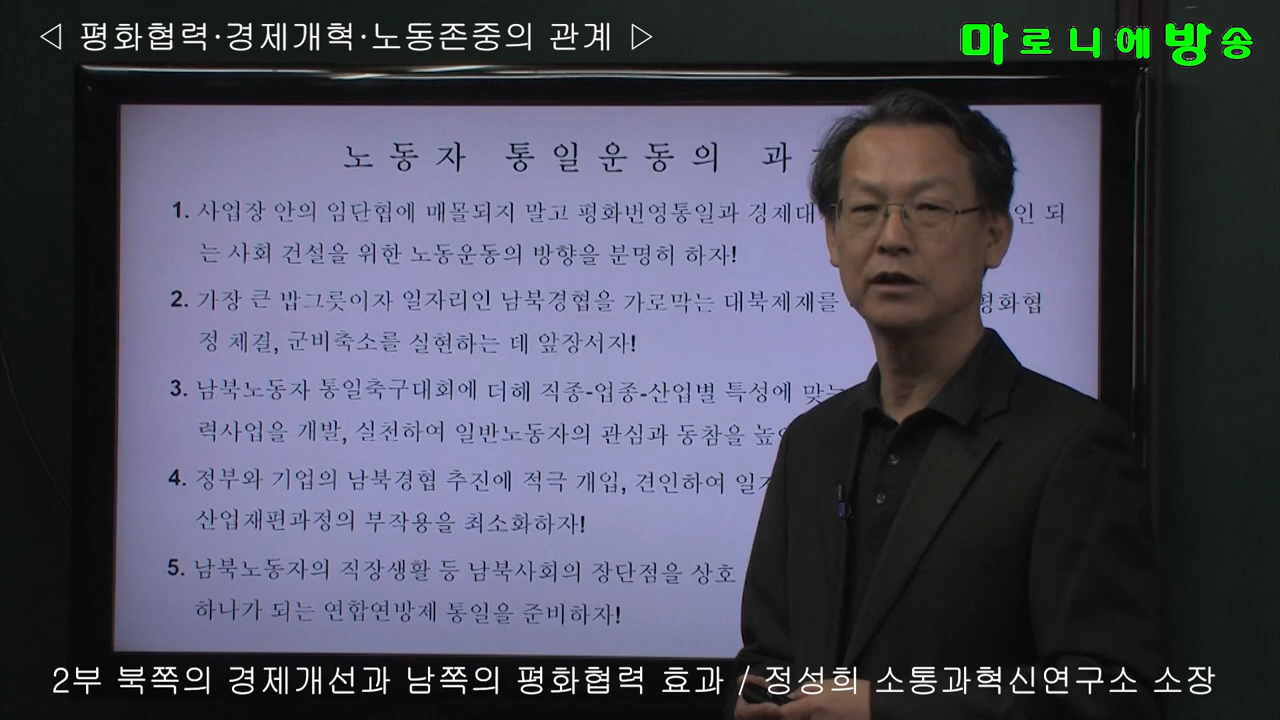 ◁ 평화협력·경제개혁·노동존중의 관계 ▷
마로니에방송
노동자 통일운동의
1. 사업장 안의 임단협에 매몰되지 말고 평화번영통일과 인 되
는 사회 건설을 위한 노동운동의 방향을 분명히 하자!
2. 가장 큰 밥그릇이자 일자리인 남북경협을 가로막는 대북제재를 평화협
정 체결, 군비축소를 실현하는 데 앞장서자!
3. 남북노동자 통일축구대회에 더해 직종-업종-산업별 특성에
력사업을 개발, 실천하여 일반노동자의 관심과 동참을
4. 정부와 기업의 남북경협 추진에 적극 개입, 견인하여
산업재편과정의 부작용을 최소화하자!
5. 남북노동자의 직장생활 등 남북사회의 장단점을 상호
하나가 되는 연합연방제 통일을 준비하자!
2부 북쪽의 경제개선과 남쪽의 평화협력 효과 / 정성희 소통과혁신연구소 소장